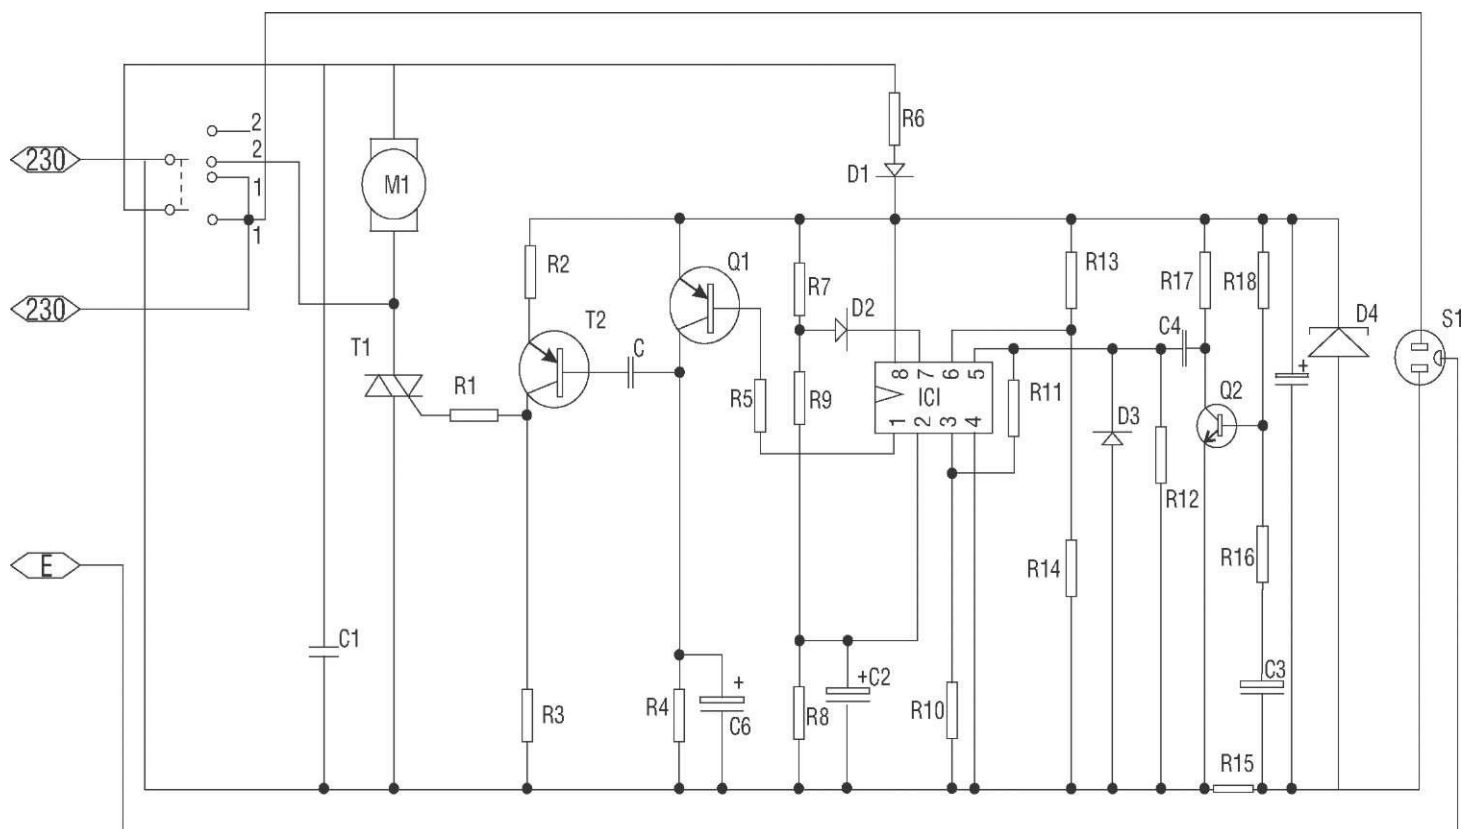 R6
2
230
2
D1
M1
1
1
R2
Q1
R7
R13
R17
R18
230
D2
T2
C4
D4
S1
T1
C
+
8 7 6 5
R1
R5
R9
ICI
R11
Q2
1 2 3 4
D3
R12
R16
E
R14
C1
C3
+
+C2
R3
R4
C6
R8
R10
R15